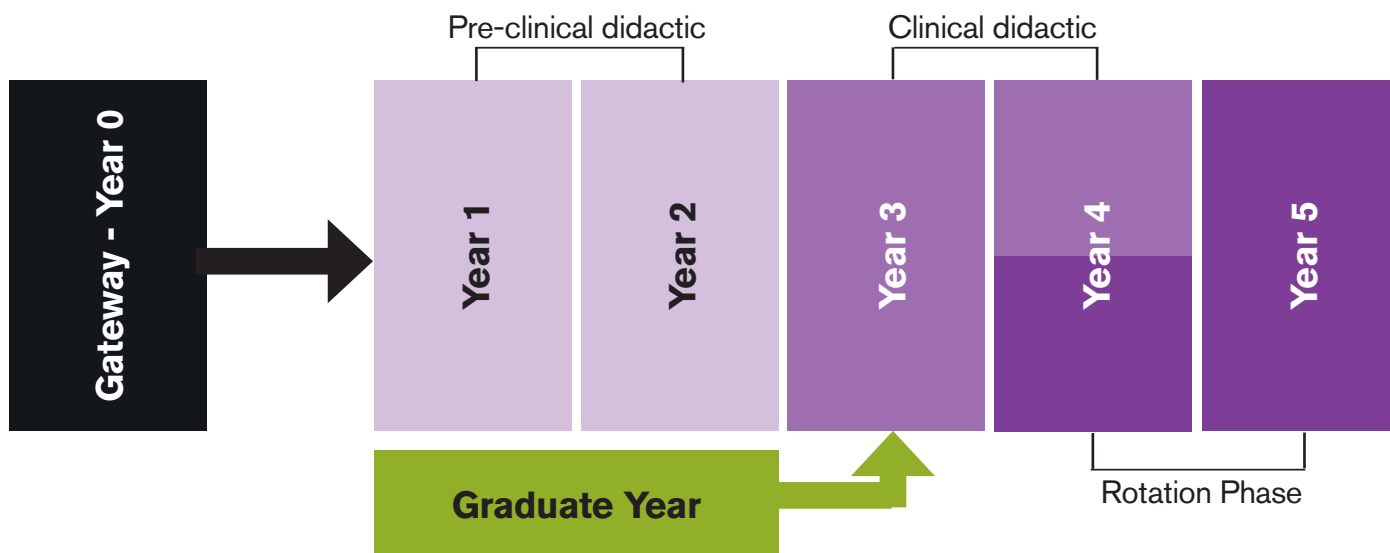 Pre-clinical didactic
Clinical didactic
Gateway - Year 0
Year 1
Year 2
Year 3
Year 4
Year 5
Graduate Year
Rotation Phase